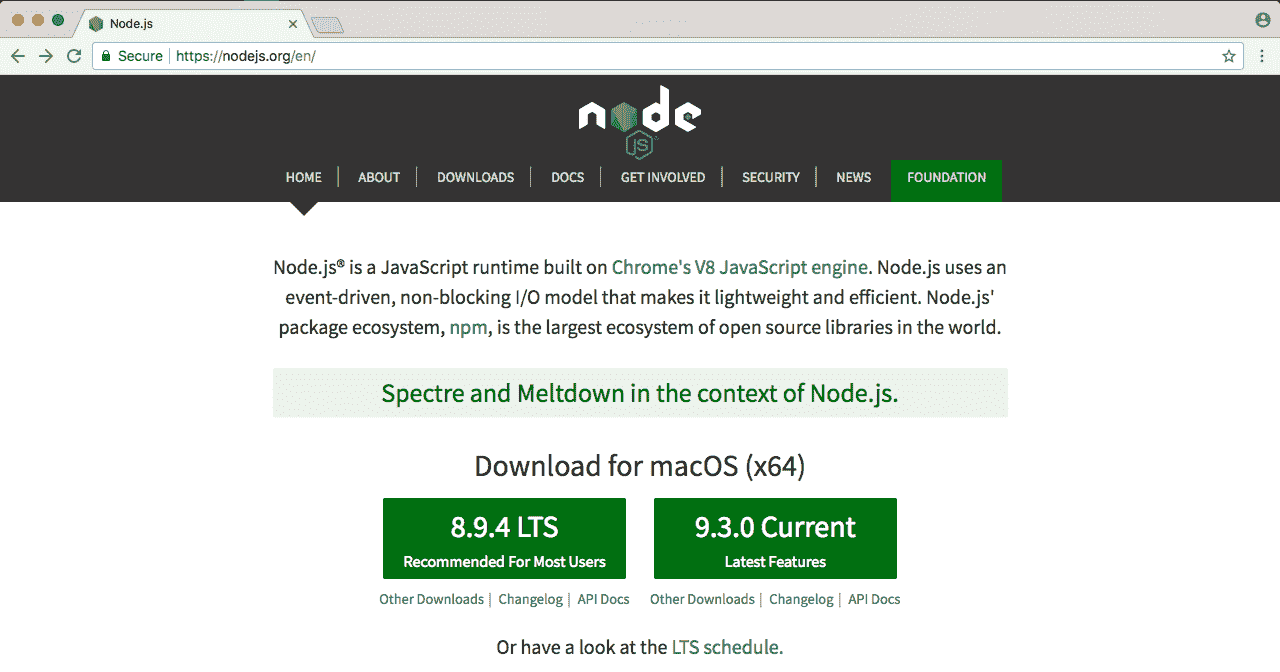 Node.js
Secure https://nodejs.org/en/
node
JS
HOME ABOUT DOWNLOADS DOCS GET INVOLVED SECURITY NEWS FOUNDATION
Node.js® is a JavaScript runtime built on Chrome's V8 JavaScript engine. Node.js uses an
event-driven, non-blocking I/O model that makes it lightweight and efficient. Node.js'
package ecosystem, npm, is the largest ecosystem of open source libraries in the world.
Spectre and Meltdown in the context of Node.js.
Download for macOS (x64)
8.9.4 LTS
Recommended For Most Users
9.3.0 Current
Latest Features
Other Downloads | Changelog | API Docs
Other Downloads | Changelog | API Docs
Or have a look at the LTS schedule.